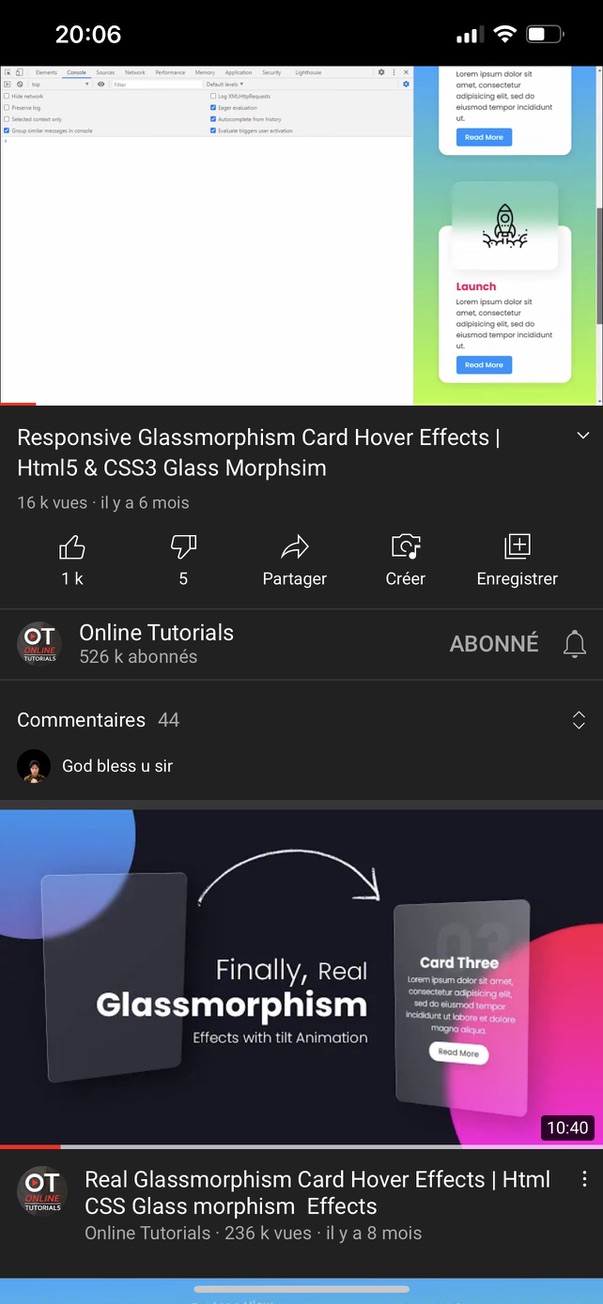 20:06
Elements Console Sources Network Performance Memory Application Security Lighthouse
top Filter Default levels
Hide network Log XMLHttpRequests
Preserve log Eager evaluation
Selected context only Autocomplete from history
Group similar messages in console Evaluate triggers user activation
Lorem ipsum dolor sit
amet, consectetur
adipisicing elit, sed do
eiusmod tempor incididunt
ut.
Read More
Launch
Lorem ipsum dolor sit
amet, consectetur
adipisicing elit, sed do
eiusmod tempor incididunt
ut.
Read More
Responsive Glassmorphism Card Hover Effects |
Html5 & CSS3 Glass Morphsim
16 k vues · il y a 6 mois
1 k 5 Partager Créer Enregistrer
OT
ONLINE
TUTORIALS
Online Tutorials
526 k abonnés
ABONNÉ
Commentaires 44
God bless u sir
Finally, Real
Glassmorphism
Effects with tilt Animation
03
Card Three
Lorem ipsum dolor sit amet,
consectetur adipisicing elit,
sed do eiusmod tempor
incididunt ut labore et dolore
magna aliqua.
Read More
10:40
OT
ONLINE
TUTORIALS
Real Glassmorphism Card Hover Effects | Html
CSS Glass morphism Effects
Online Tutorials · 236 k vues · il y a 8 mois